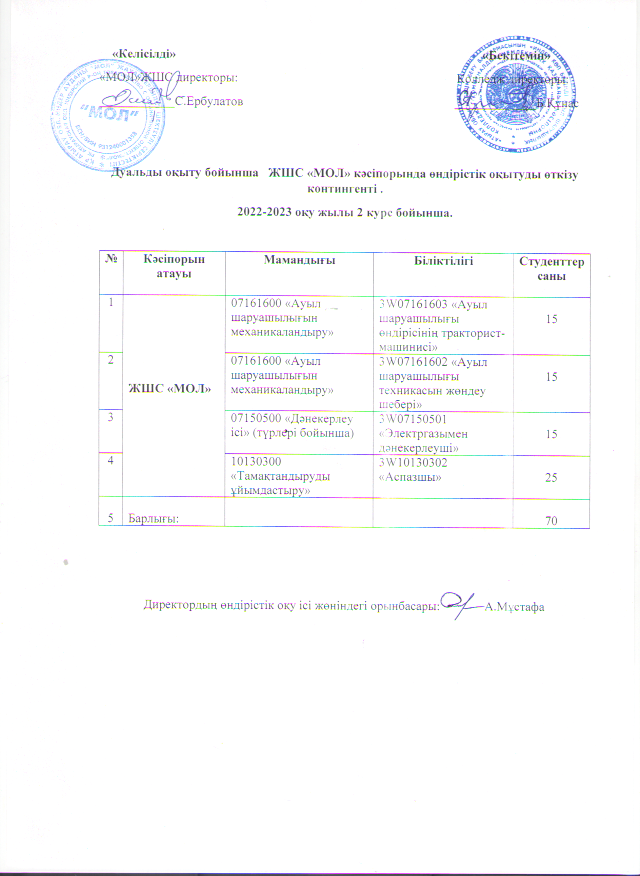 «Келісілді»
«Бекітемін»
«МОЛ»ЖШС директоры:
Колледж директоры:
С.Ербулатов
Б.Қунас
"МОЛ"
Дуальды оқыту бойынша ЖШС «МОЛ» кәсіпорында өндірістік оқытуды өткізу
контингенті .
2022-2023 оқу жылы 2 курс бойынша.
№ Кәсіпорын атауы Мамандығы Біліктілігі Студенттер саны
1
07161600 «Ауыл
шаруашылығын
механикаландыру»
3W07161603 «Ауыл
шаруашылығы
өндірісінің тракторист-
машинисі»
15
2
ЖШС «МОЛ»
07161600 «Ауыл
шаруашылығын
механикаландыру»
3W07161602 «Ауыл
шаруашылығы
техникасын жөндеу
шебері»
15
3
07150500 «Дәнекерлеу
ісі» (түрлері бойынша)
3W07150501
«Электргазымен
дәнекерлеуші»
15
4
10130300
«Тамақтандыруды
ұйымдастыру»
3W10130302
«Аспазшы»
25
5 Барлығы: 70
Директордың өндірістік оқу ісі жөніндегі орынбасары:
А.Мұстафа